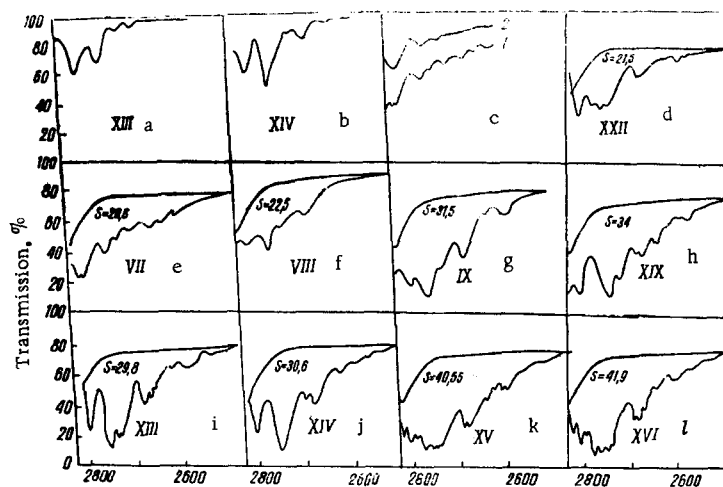 100
80
60
40
20
0
XIII a
XIV b
2
1
c
S=21,5
XXII d
100
80
60
40
20
0
VII e
S=22,5
VIII f
S=31,5
IX g
S=34
XIX h
Transmission, %
100
80
60
40
20
0
S=29,8
XIII i
S=30,6
XIV j
S=40,55
XV k
S=41,9
XVI l
2800 2600 2800 2600 2800 2600 2800 2600